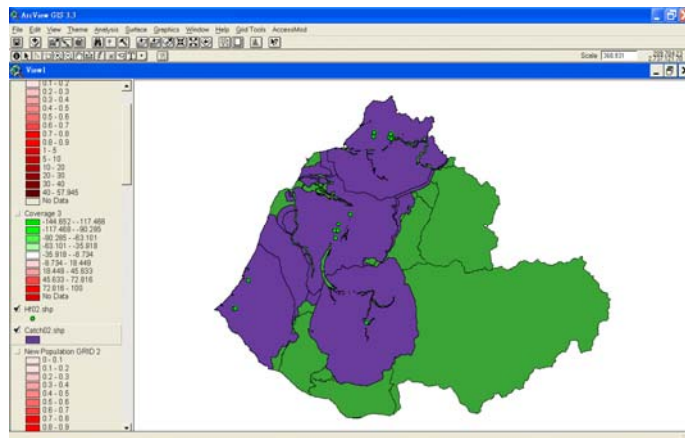 ArcView GIS 3.3
File Edit View Theme Analysis Surface Graphics Window Help Grid Tools AccessMod
Scale
View1
0.1 - 0.2
0.2 - 0.3
0.3 - 0.4
0.4 - 0.5
0.5 - 0.6
0.6 - 0.7
0.7 - 0.8
0.8 - 0.9
1 - 5
5 - 10
10 - 20
20 - 30
30 - 40
40 - 57.945
No Data
Coverage 3
-144.852 - -117.468
-117.468 - -90.285
-90.285 - -63.101
-63.101 - -35.918
-35.918 - -8.734
-8.734 - 18.449
18.449 - 45.633
45.633 - 72.816
72.816 - 100
No Data
Hf02.shp
Catch02.shp
New Population GRID 2
0 - 0.1
0.1 - 0.2
0.2 - 0.3
0.3 - 0.4
0.4 - 0.5
0.5 - 0.6
0.6 - 0.7
0.7 - 0.8
0.8 - 0.9